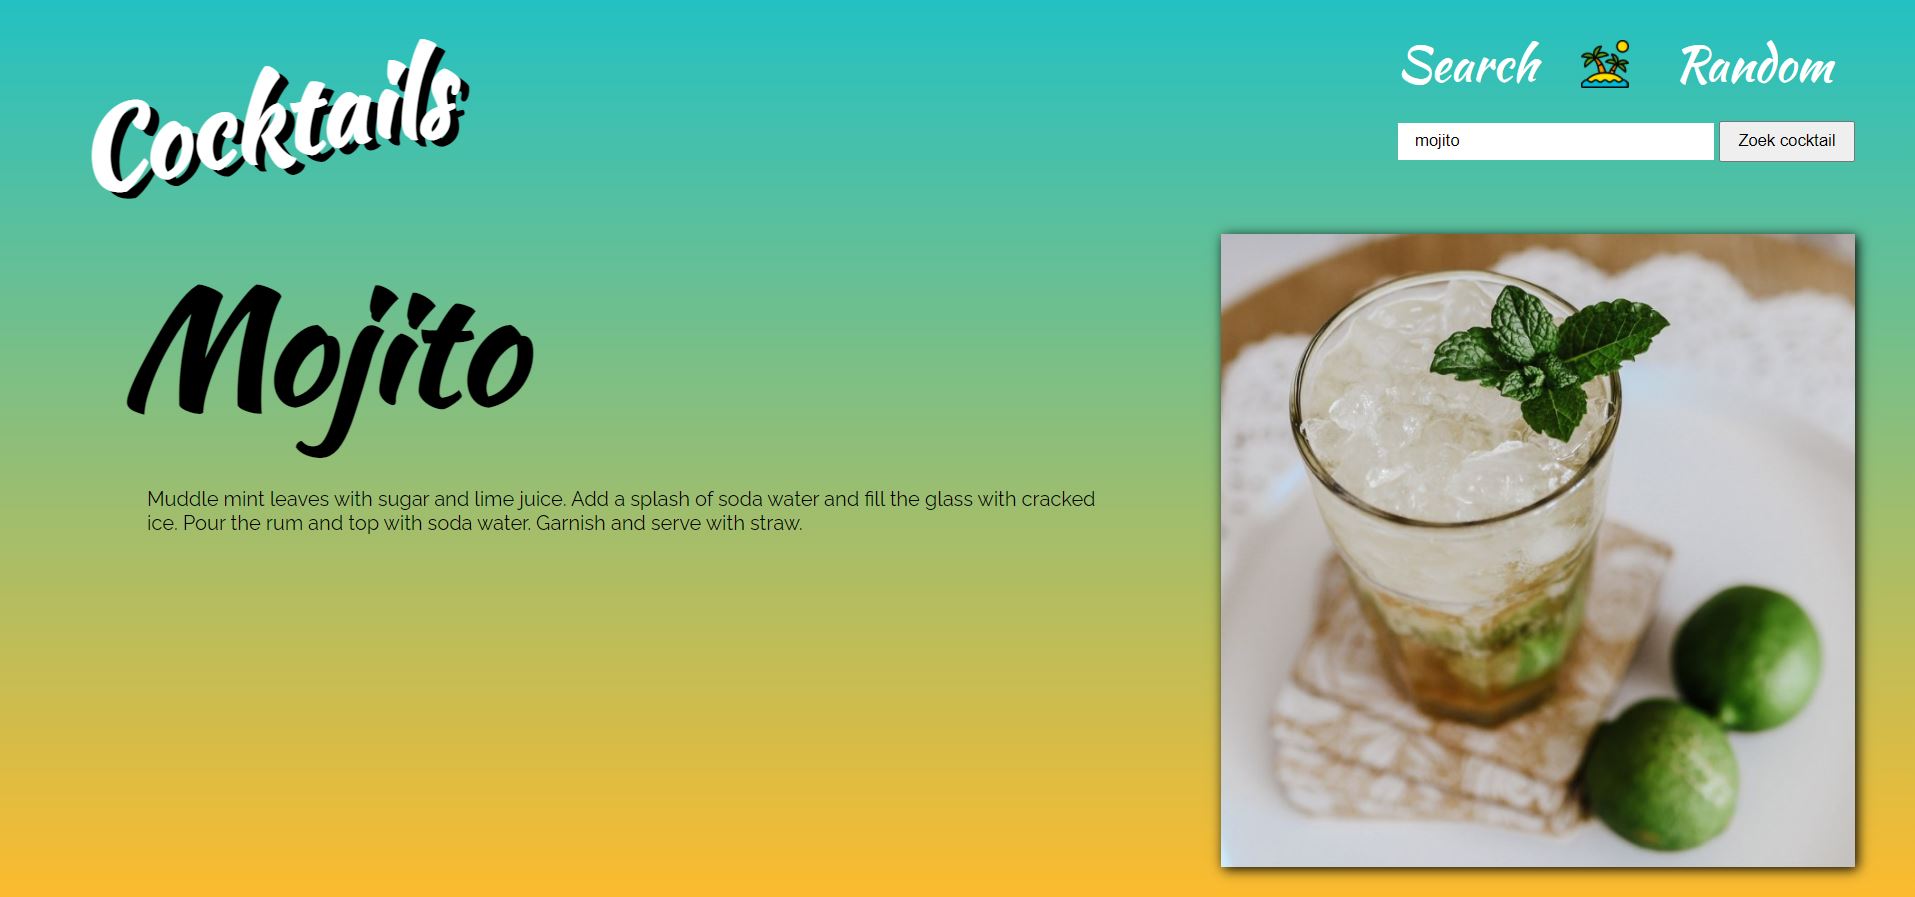 Cocktails
Search Random
mojito Zoek cocktail
Mojito
Muddle mint leaves with sugar and lime juice. Add a splash of soda water and fill the glass with cracked
ice. Pour the rum and top with soda water. Garnish and serve with straw.